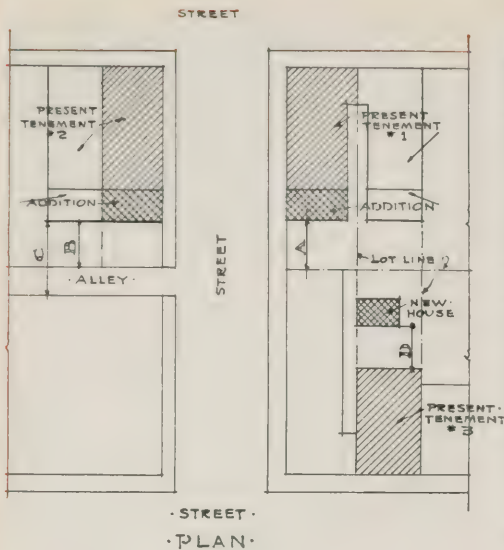 STREET
PRESENT
TENEMENT
#2
PRESENT
TENEMENT
#1
ADDITION
ADDITION
C
B
A
STREET
LOT LINE
·ALLEY·
NEW·
HOUSE
D
PRESENT·
TENEMENT
#3
·STREET·
·PLAN·